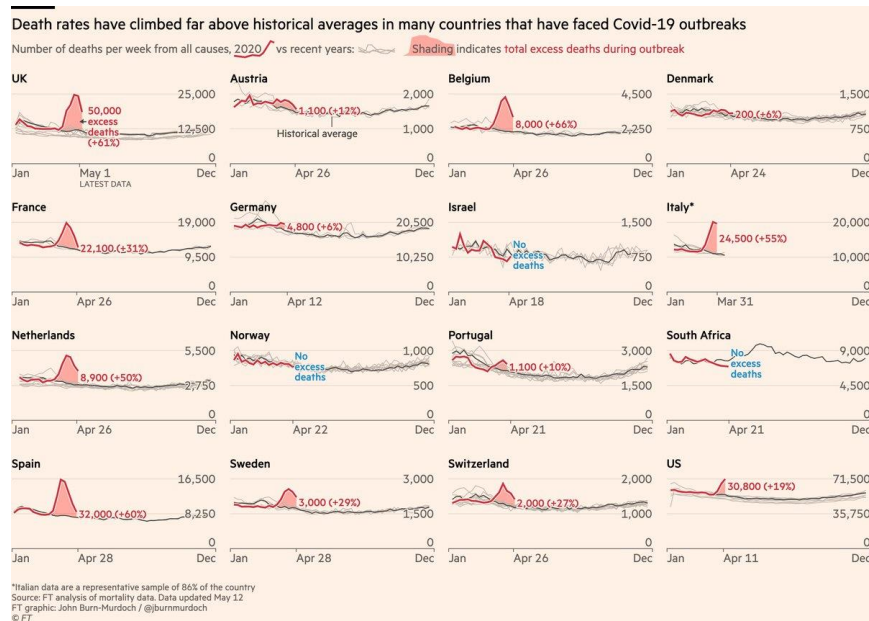 Death rates have climbed far above historical averages in many countries that have faced Covid-19 outbreaks
Number of deaths per week from all causes, 2020 vs recent years: Shading indicates total excess deaths during outbreak
UK
25,000
50,000
excess
deaths
(+61%)
12,500
0
Jan May 1 Dec
LATEST DATA
Austria
2,000
1,100 (+12%)
Historical average
1,000
0
Jan Apr 26 Dec
Belgium
4,500
8,000 (+66%)
2,250
0
Jan Apr 26 Dec
Denmark
1,500
200 (+6%)
750
0
Jan Apr 24 Dec
France
19,000
22,100 (±31%)
9,500
0
Jan Apr 26 Dec
Germany
20,500
4,800 (+6%)
10,250
0
Jan Apr 12 Dec
Israel
1,500
No
excess
deaths
750
0
Jan Apr 18 Dec
Italy*
20,000
24,500 (+55%)
10,000
0
Jan Mar 31 Dec
Netherlands
5,500
8,900 (+50%)
2,750
0
Jan Apr 26 Dec
Norway
1,000
No
excess
deaths
500
0
Jan Apr 22 Dec
Portugal
3,000
1,100 (+10%)
1,500
0
Jan Apr 21 Dec
South Africa
9,000
No
excess
deaths
4,500
0
Jan Apr 21 Dec
Spain
16,500
32,000 (+60%)
8,250
0
Jan Apr 28 Dec
Sweden
3,000
3,000 (+29%)
1,500
0
Jan Apr 28 Dec
Switzerland
2,000
2,000 (+27%)
1,000
0
Jan Apr 26 Dec
US
71,500
30,800 (+19%)
35,750
0
Jan Apr 11 Dec
*Italian data are a representative sample of 86% of the country
Source: FT analysis of mortality data. Data updated May 12
FT graphic: John Burn-Murdoch / @jburnmurdoch
© FT